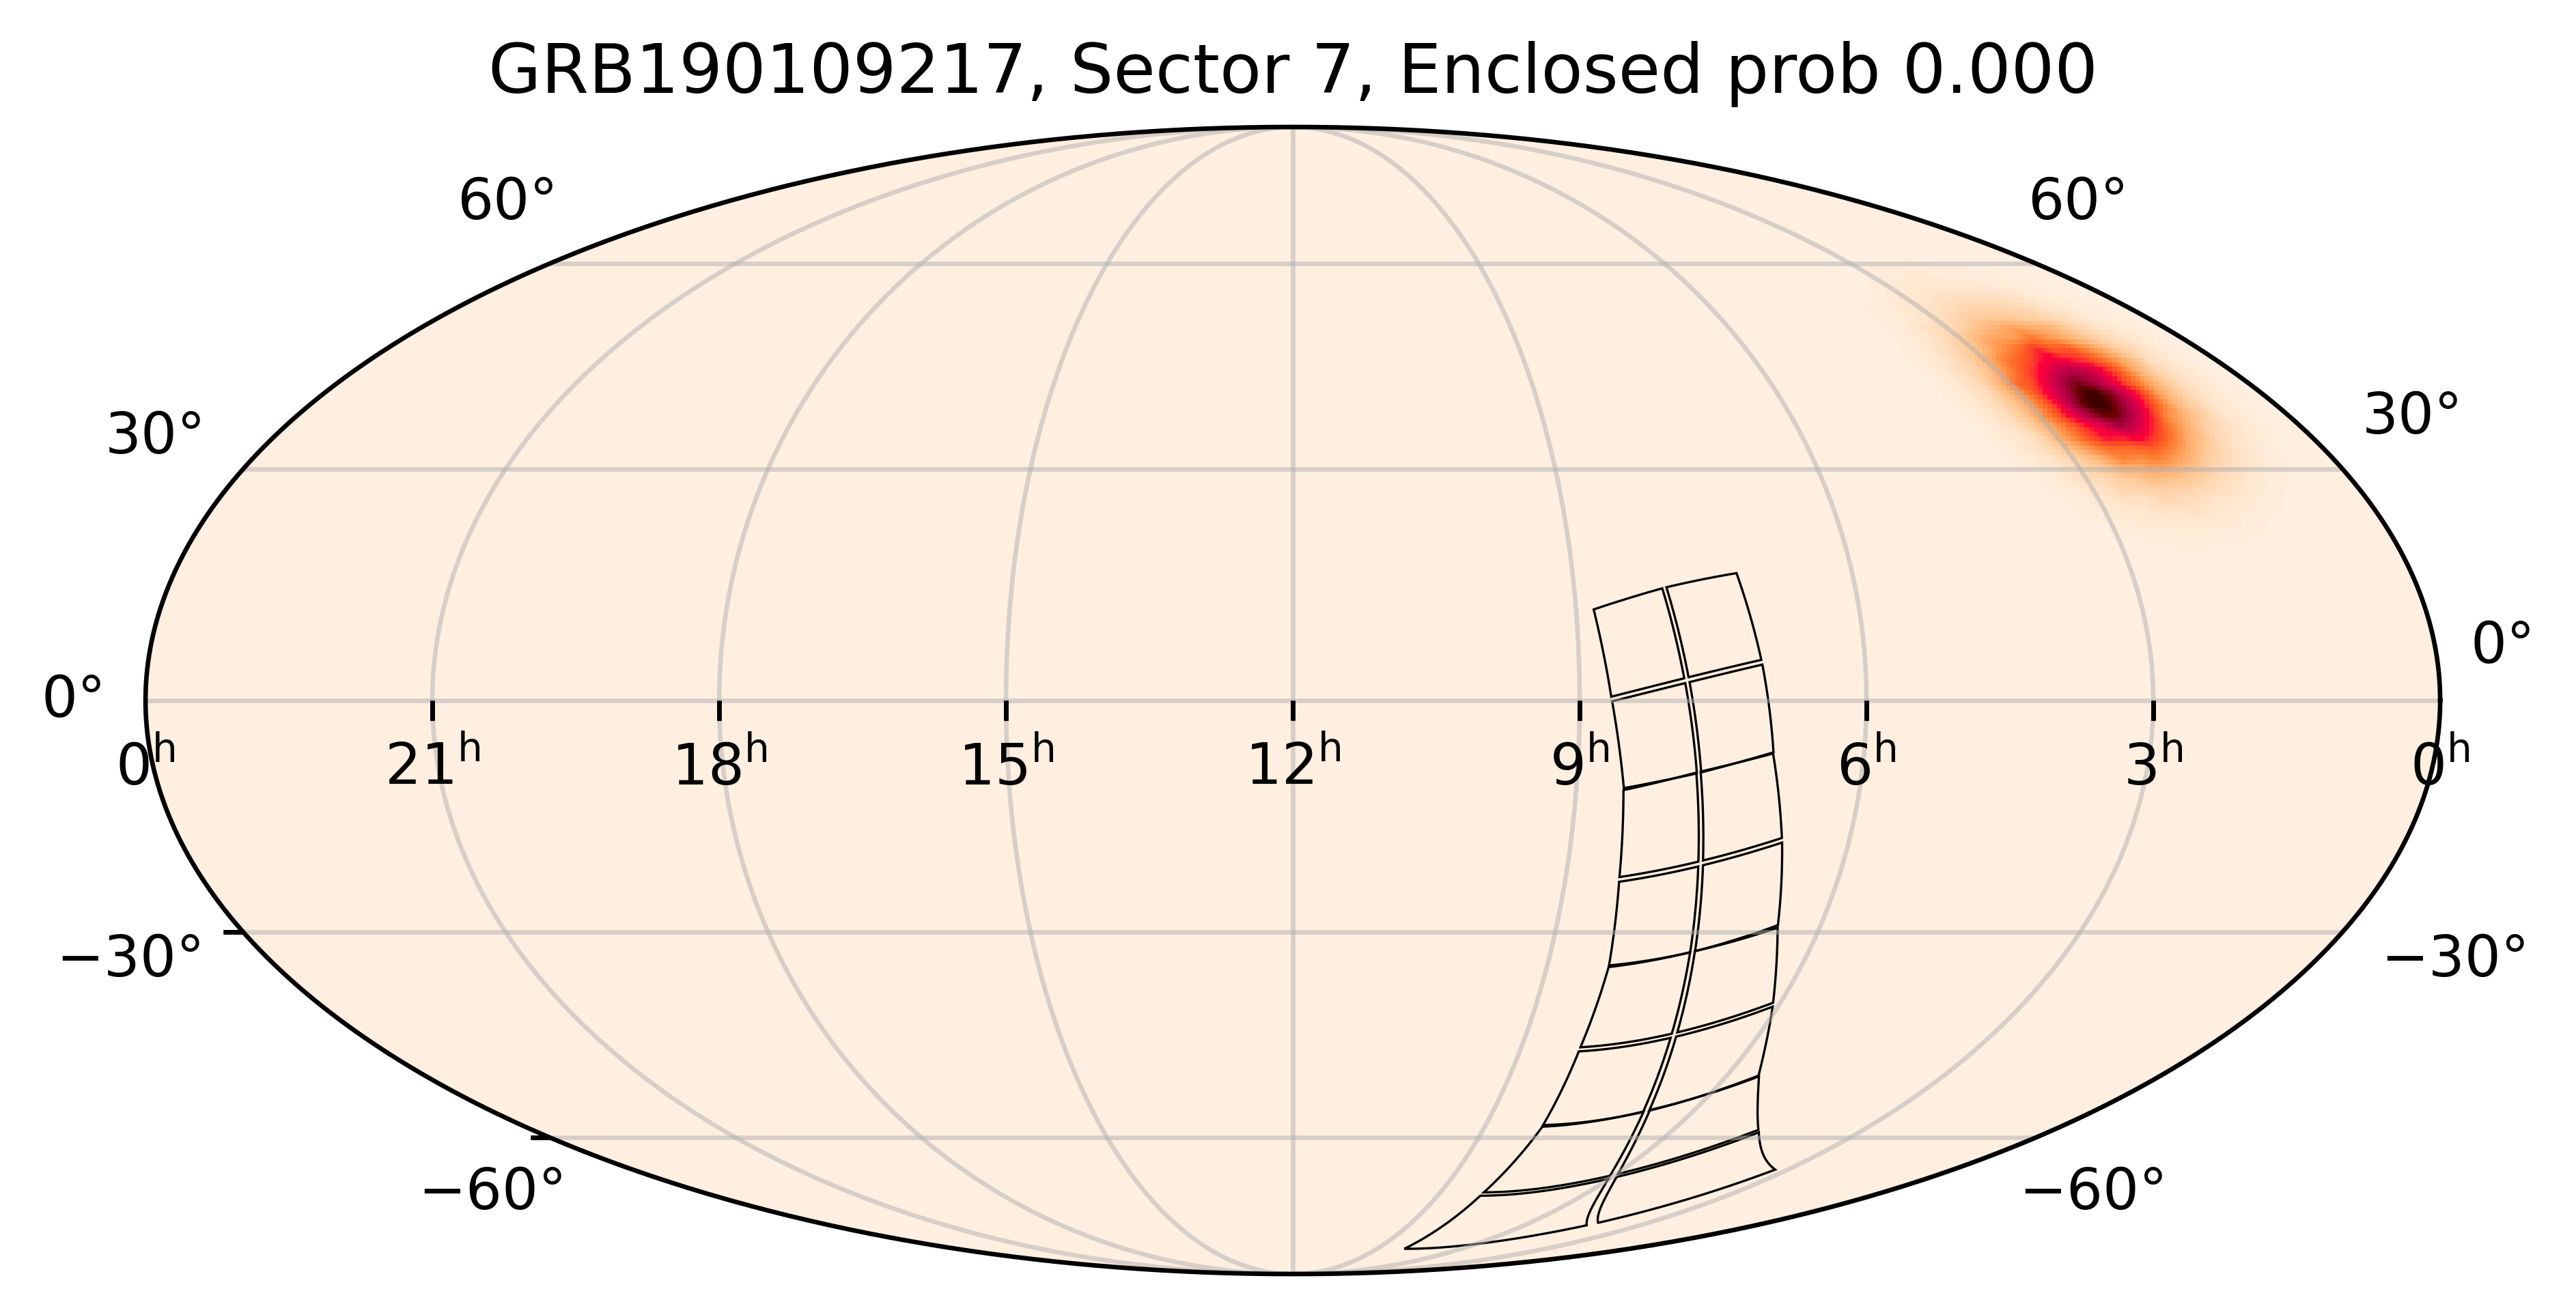 GRB190109217, Sector 7, Enclosed prob 0.000
60° 60°
30° 30°
0° 0°
0h 21h 18h 15h 12h 9h 6h 3h 0h
−30° −30°
−60° −60°